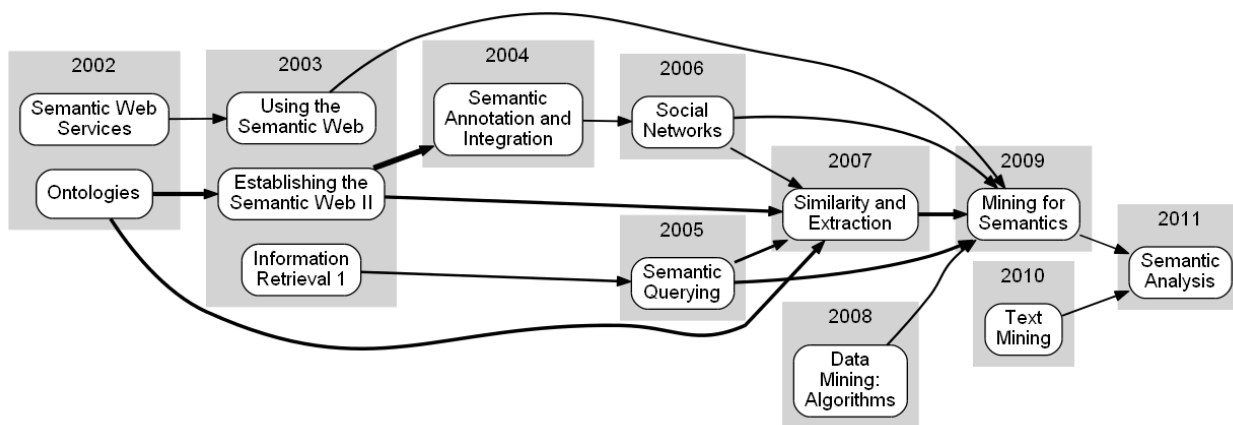 2002
Semantic Web
Services
Ontologies
2003
Using the
Semantic Web
Establishing the
Semantic Web II
Information
Retrieval 1
2004
Semantic
Annotation and
Integration
2006
Social
Networks
2005
Semantic
Querying
2007
Similarity and
Extraction
2008
Data
Mining:
Algorithms
2009
Mining for
Semantics
2010
Text
Mining
2011
Semantic
Analysis